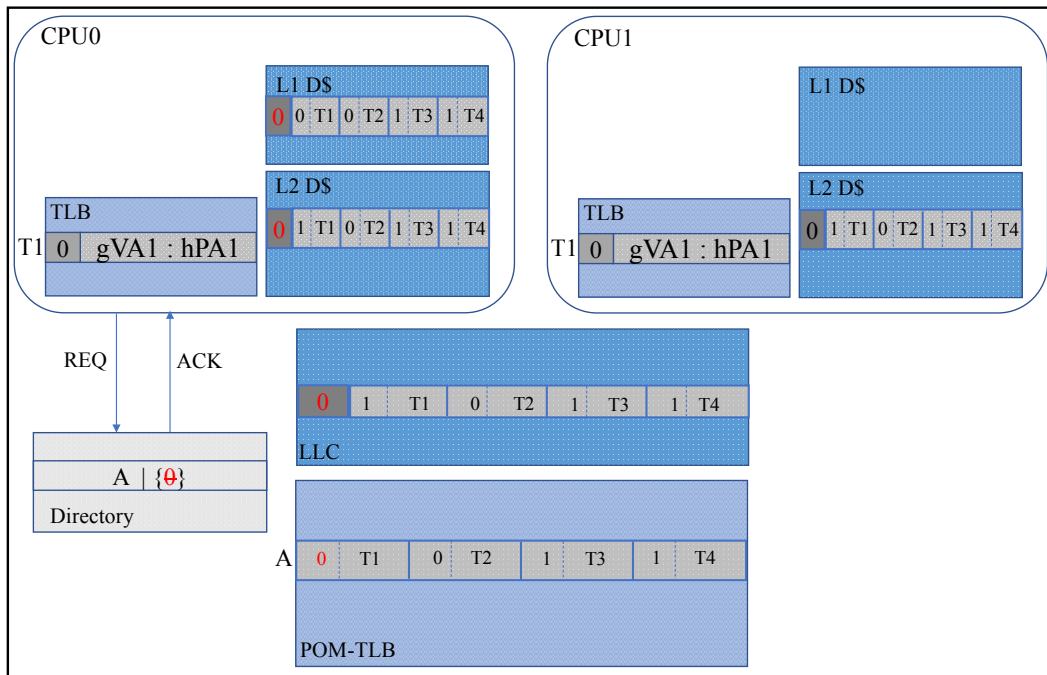 CPU0
L1 D$
0 0 T1 0 T2 1 T3 1 T4
L2 D$
0 1 T1 0 T2 1 T3 1 T4
TLB
T1 0 gVA1 : hPA1
CPU1
L1 D$
L2 D$
0 1 T1 0 T2 1 T3 1 T4
TLB
T1 0 gVA1 : hPA1
REQ
ACK
0 1 T1 0 T2 1 T3 1 T4
LLC
A | {0}
Directory
A 0 T1 0 T2 1 T3 1 T4
POM-TLB